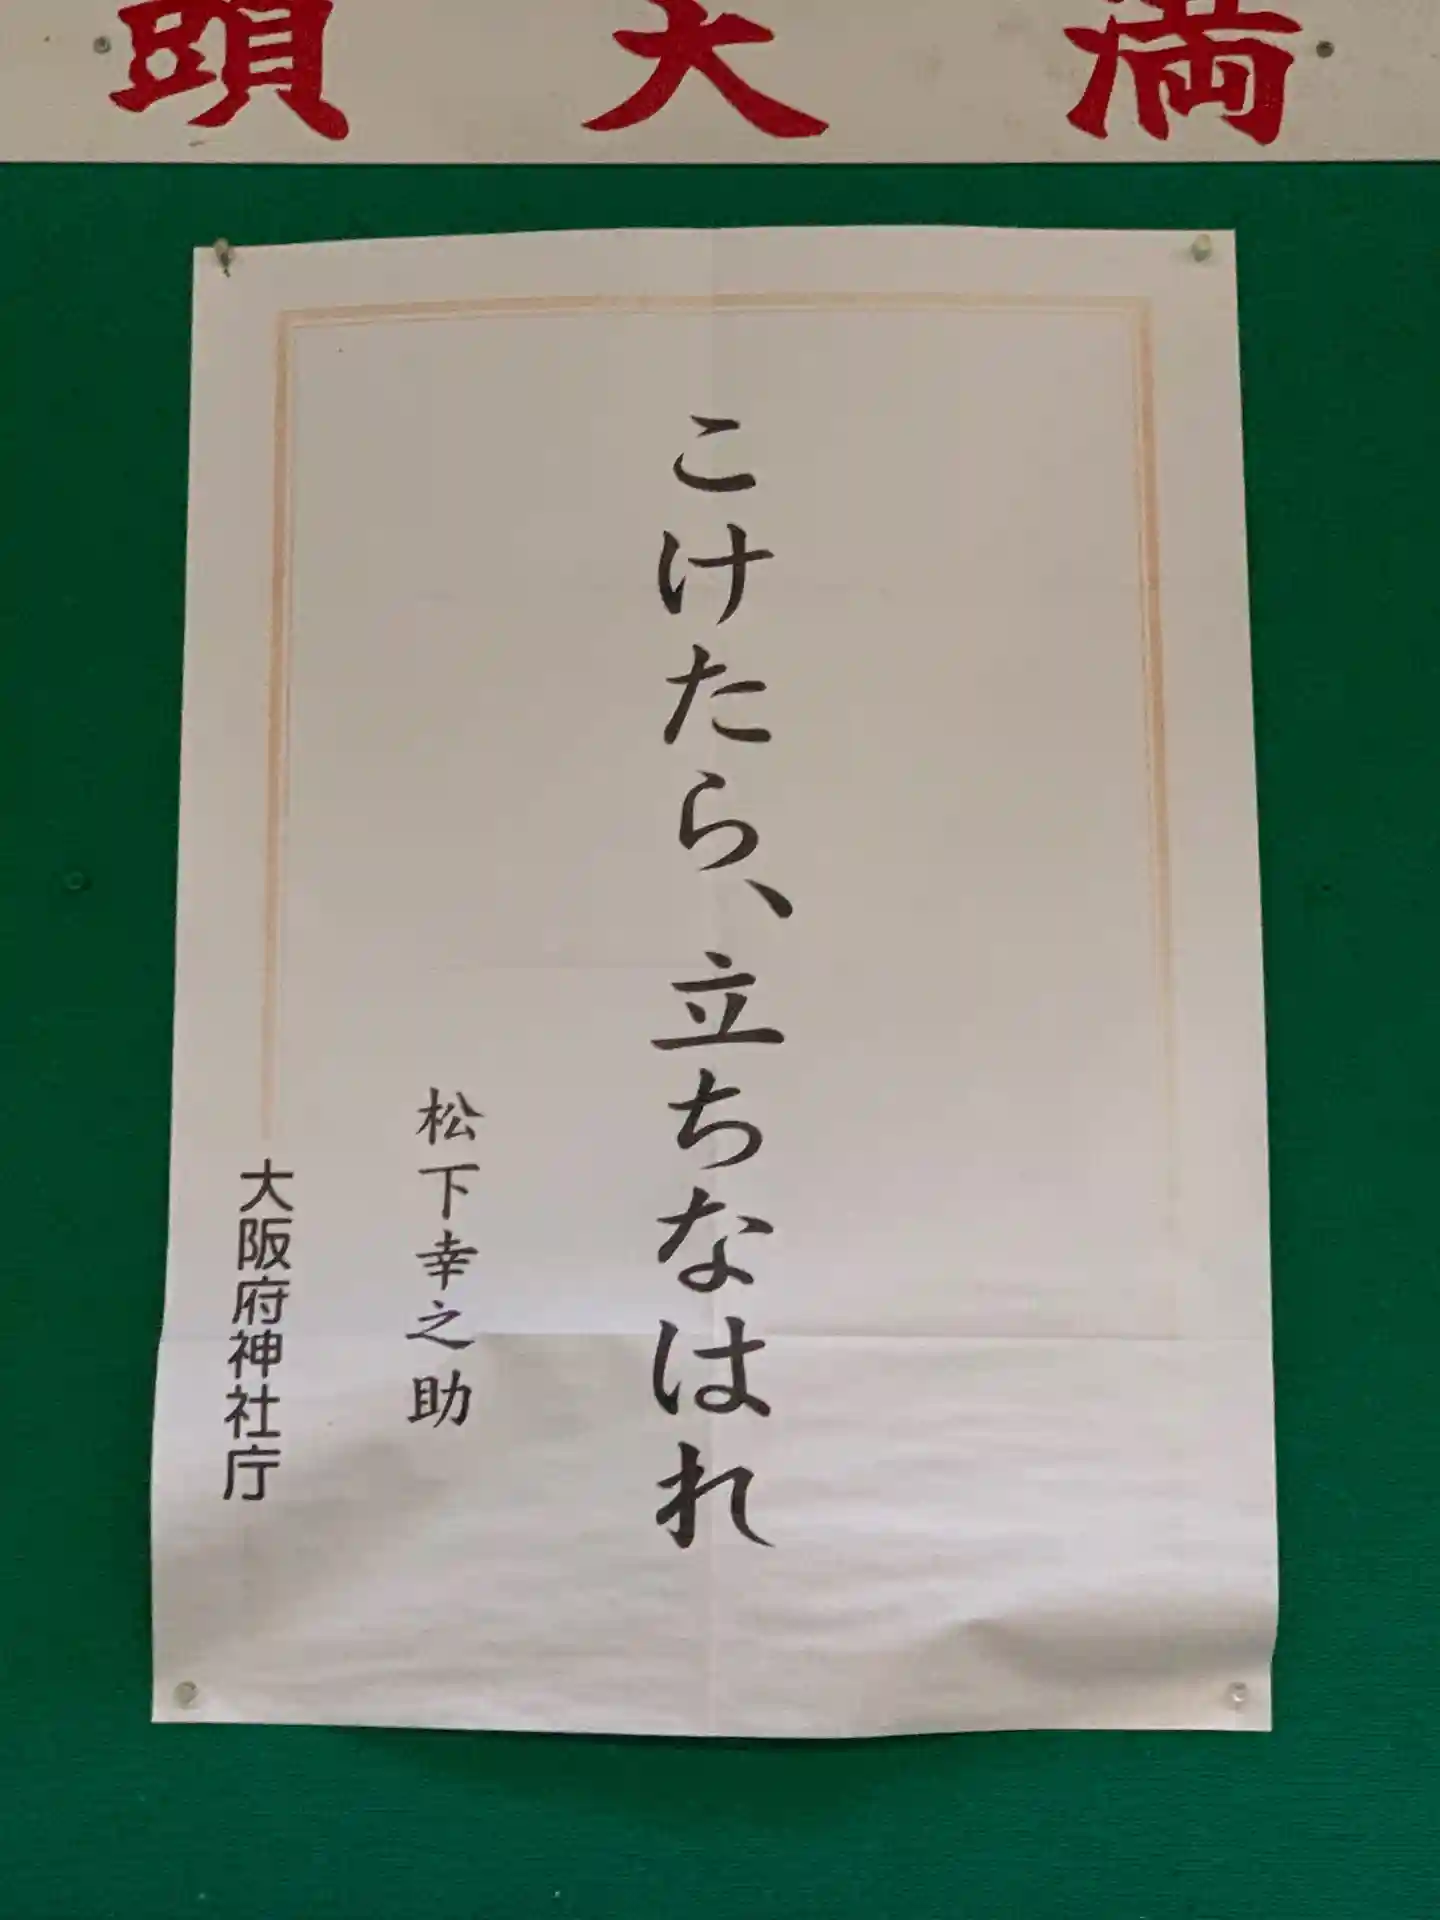 頭大満
こけたら、立ちなはれ
松下幸之助
大阪府神社庁